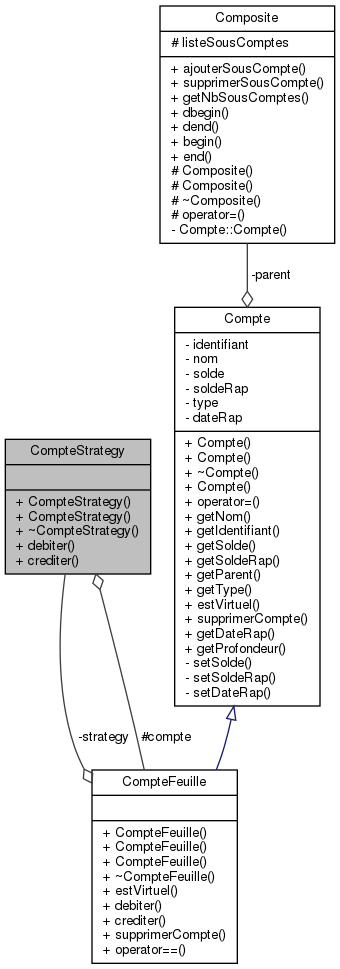 Composite
# listeSousComptes
+ ajouterSousCompte()
+ supprimerSousCompte()
+ getNbSousComptes()
+ dbegin()
+ dend()
+ begin()
+ end()
# Composite()
# Composite()
# ~Composite()
# operator=()
- Compte::Compte()
-parent
Compte
- identifiant
- nom
- solde
- soldeRap
- type
- dateRap
+ Compte()
+ Compte()
+ ~Compte()
+ Compte()
+ operator=()
+ getNom()
+ getIdentifiant()
+ getSolde()
+ getSoldeRap()
+ getParent()
+ getType()
+ estVirtuel()
+ supprimerCompte()
+ getDateRap()
+ getProfondeur()
- setSolde()
- setSoldeRap()
- setDateRap()
CompteStrategy
+ CompteStrategy()
+ CompteStrategy()
+ ~CompteStrategy()
+ debiter()
+ crediter()
-strategy
#compte
CompteFeuille
+ CompteFeuille()
+ CompteFeuille()
+ CompteFeuille()
+ ~CompteFeuille()
+ estVirtuel()
+ debiter()
+ crediter()
+ supprimerCompte()
+ operator==()